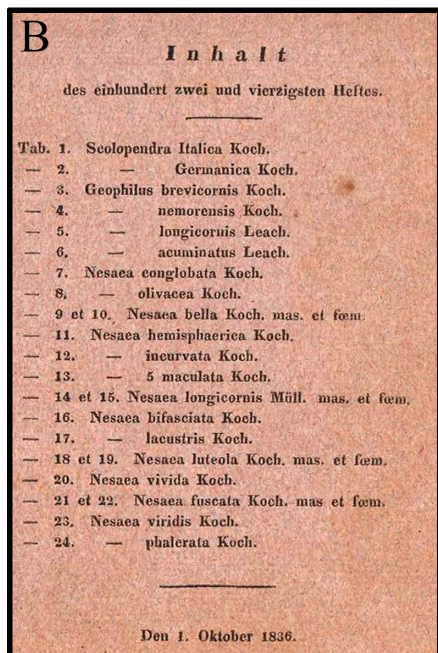 B
Inhalt
des einhundert zwei und vierzigsten Heftes.
Tab. 1. Scolopendra Italica Koch.
— 2. — Germanica Koch.
— 3. Geophilus brevicornis Koch.
— 4. — nemorensis Koch.
— 5. — longicornis Leach.
— 6. — acuminatus Leach.
— 7. Nesaea conglobata Koch.
— 8. — olivacea Koch.
— 9 et 10. Nesaea bella Koch. mas. et fœm.
— 11. Nesaea hemisphaerica Koch.
— 12. — incurvata Koch.
— 13. — 5 maculata Koch.
— 14 et 15. Nesaea longicornis Müll. mas. et fœm.
— 16. Nesaea bifasciata Koch.
— 17. — lacustris Koch.
— 18 et 19. Nesaea luteola Koch. mas. et fœm.
— 20. Nesaea vivida Koch.
— 21 et 22. Nesaea fuscata Koch. mas et fœm.
— 23. Nesaea viridis Koch.
— 24. — phalerata Koch.
Den 1. Oktober 1836.